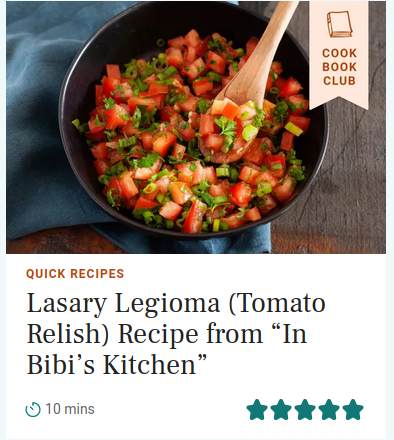 COOK
BOOK
CLUB
QUICK RECIPES
Lasary Legioma (Tomato
Relish) Recipe from “In
Bibi’s Kitchen”
10 mins